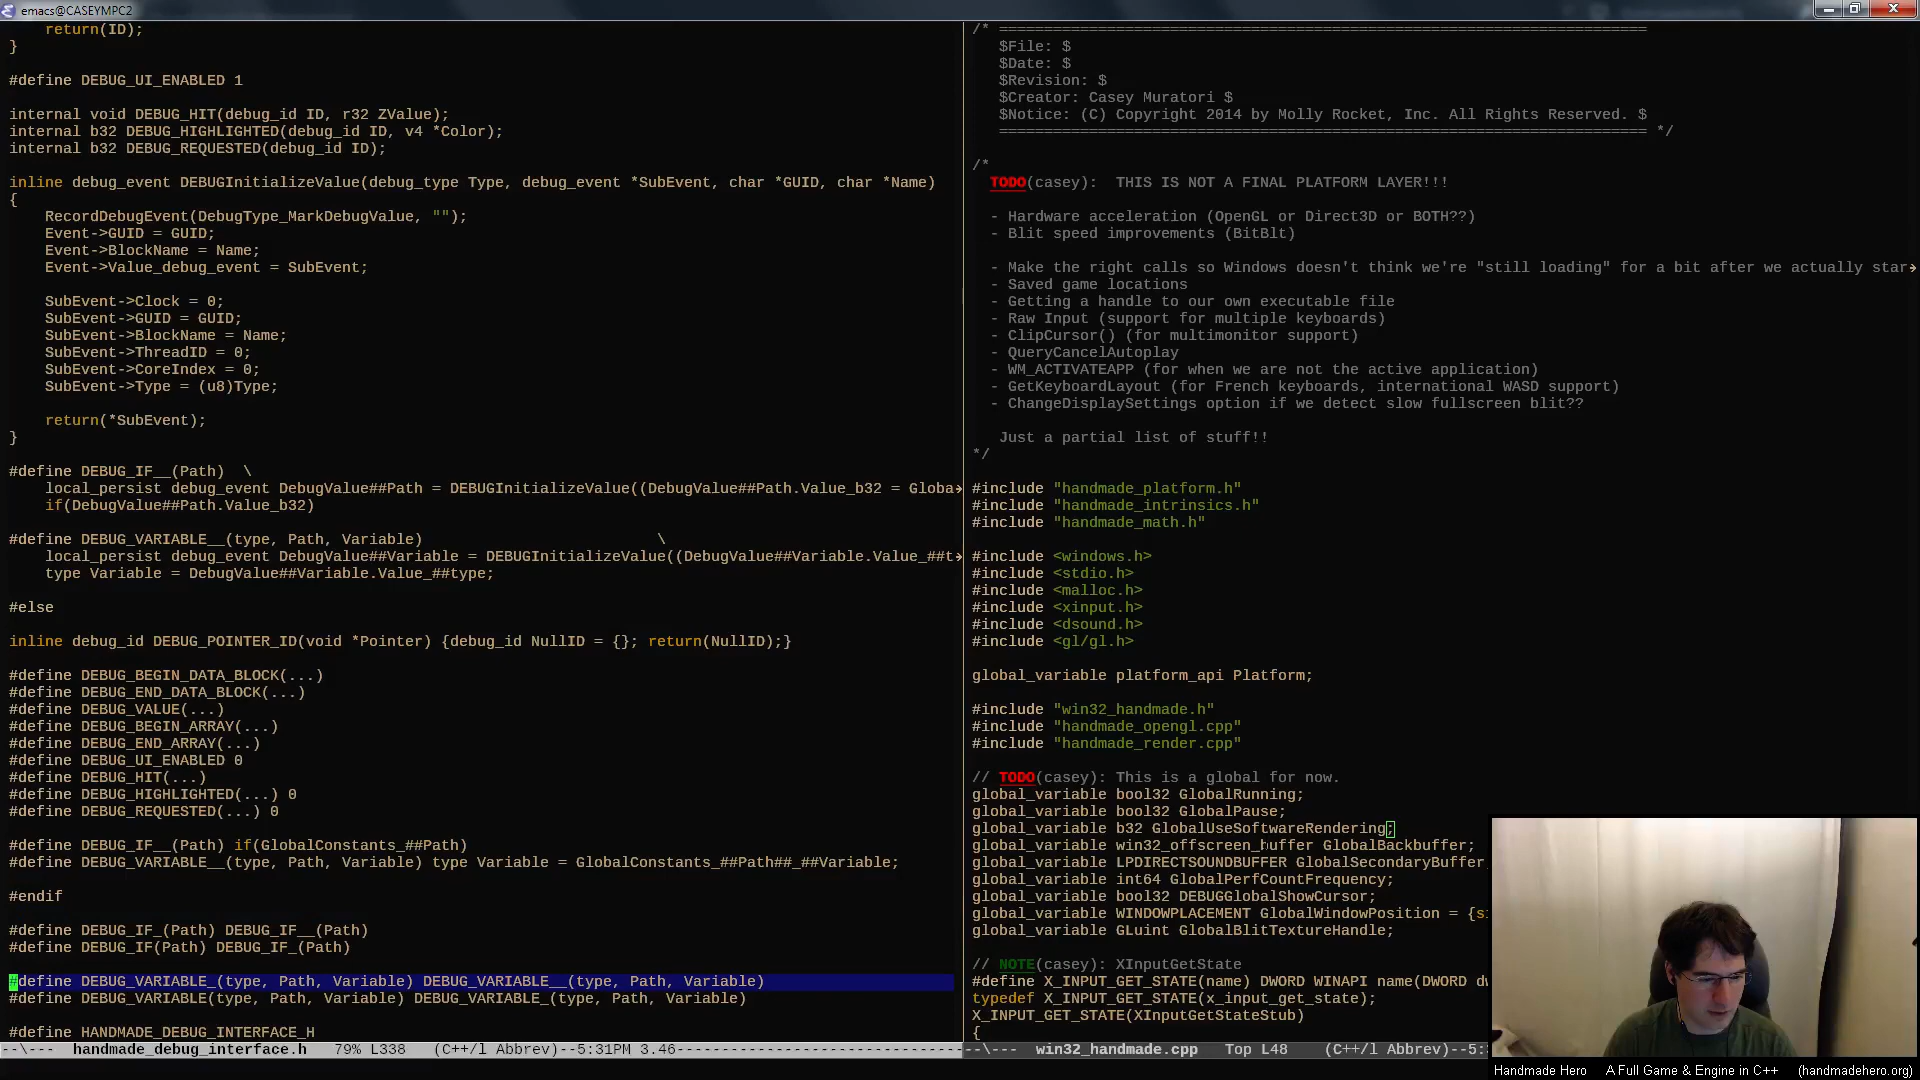 emacs@CASEYMPC2
return(ID);
}
#define DEBUG_UI_ENABLED 1
internal void DEBUG_HIT(debug_id ID, r32 ZValue);
internal b32 DEBUG_HIGHLIGHTED(debug_id ID, v4 *Color);
internal b32 DEBUG_REQUESTED(debug_id ID);
inline debug_event DEBUGInitializeValue(debug_type Type, debug_event *SubEvent, char *GUID, char *Name)
{
RecordDebugEvent(DebugType_MarkDebugValue, "");
Event->GUID = GUID;
Event->BlockName = Name;
Event->Value_debug_event = SubEvent;
SubEvent->Clock = 0;
SubEvent->GUID = GUID;
SubEvent->BlockName = Name;
SubEvent->ThreadID = 0;
SubEvent->CoreIndex = 0;
SubEvent->Type = (u8)Type;
return(*SubEvent);
}
#define DEBUG_IF__(Path)  \
local_persist debug_event DebugValue##Path = DEBUGInitializeValue((DebugValue##Path.Value_b32 = Globa
if(DebugValue##Path.Value_b32)
#define DEBUG_VARIABLE__(type, Path, Variable)                          \
local_persist debug_event DebugValue##Variable = DEBUGInitializeValue((DebugValue##Variable.Value_##t
type Variable = DebugValue##Variable.Value_##type;
#else
inline debug_id DEBUG_POINTER_ID(void *Pointer) {debug_id NullID = {}; return(NullID);}
#define DEBUG_BEGIN_DATA_BLOCK(...)
#define DEBUG_END_DATA_BLOCK(...)
#define DEBUG_VALUE(...)
#define DEBUG_BEGIN_ARRAY(...)
#define DEBUG_END_ARRAY(...)
#define DEBUG_UI_ENABLED 0
#define DEBUG_HIT(...)
#define DEBUG_HIGHLIGHTED(...) 0
#define DEBUG_REQUESTED(...) 0
#define DEBUG_IF__(Path) if(GlobalConstants_##Path)
#define DEBUG_VARIABLE__(type, Path, Variable) type Variable = GlobalConstants_##Path##_##Variable;
#endif
#define DEBUG_IF_(Path) DEBUG_IF__(Path)
#define DEBUG_IF(Path) DEBUG_IF_(Path)
#define DEBUG_VARIABLE_(type, Path, Variable) DEBUG_VARIABLE__(type, Path, Variable)
#define DEBUG_VARIABLE(type, Path, Variable) DEBUG_VARIABLE_(type, Path, Variable)
#define HANDMADE_DEBUG_INTERFACE_H
--\---  handmade_debug_interface.h   79% L338   (C++/l Abbrev)--5:31PM 3.46--------------------------------
/* ========================================================================
$File: $
$Date: $
$Revision: $
$Creator: Casey Muratori $
$Notice: (C) Copyright 2014 by Molly Rocket, Inc. All Rights Reserved. $
======================================================================== */
/*
TODO(casey):  THIS IS NOT A FINAL PLATFORM LAYER!!!
- Hardware acceleration (OpenGL or Direct3D or BOTH??)
- Blit speed improvements (BitBlt)
- Make the right calls so Windows doesn't think we're "still loading" for a bit after we actually star
- Saved game locations
- Getting a handle to our own executable file
- Raw Input (support for multiple keyboards)
- ClipCursor() (for multimonitor support)
- QueryCancelAutoplay
- WM_ACTIVATEAPP (for when we are not the active application)
- GetKeyboardLayout (for French keyboards, international WASD support)
- ChangeDisplaySettings option if we detect slow fullscreen blit??
Just a partial list of stuff!!
*/
#include "handmade_platform.h"
#include "handmade_intrinsics.h"
#include "handmade_math.h"
#include <windows.h>
#include <stdio.h>
#include <malloc.h>
#include <xinput.h>
#include <dsound.h>
#include <gl/gl.h>
global_variable platform_api Platform;
#include "win32_handmade.h"
#include "handmade_opengl.cpp"
#include "handmade_render.cpp"
// TODO(casey): This is a global for now.
global_variable bool32 GlobalRunning;
global_variable bool32 GlobalPause;
global_variable b32 GlobalUseSoftwareRendering;
global_variable win32_offscreen_buffer GlobalBackbuffer;
global_variable LPDIRECTSOUNDBUFFER GlobalSecondaryBuffer;
global_variable int64 GlobalPerfCountFrequency;
global_variable bool32 DEBUGGlobalShowCursor;
global_variable WINDOWPLACEMENT GlobalWindowPosition = {si
global_variable GLuint GlobalBlitTextureHandle;
// NOTE(casey): XInputGetState
#define X_INPUT_GET_STATE(name) DWORD WINAPI name(DWORD dw
typedef X_INPUT_GET_STATE(x_input_get_state);
X_INPUT_GET_STATE(XInputGetStateStub)
{
--\---  win32_handmade.cpp   Top L48    (C++/l Abbrev)--5:
Handmade Hero    A Full Game & Engine in C++    (handmadehero.org)